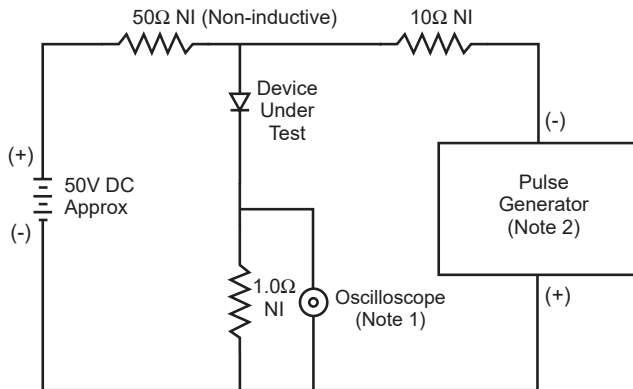 50Ω NI (Non-inductive)
10Ω NI
Device
Under
Test
(+)
50V DC
Approx
(-)
(-)
Pulse
Generator
(Note 2)
(+)
1.0Ω
NI
Oscilloscope
(Note 1)